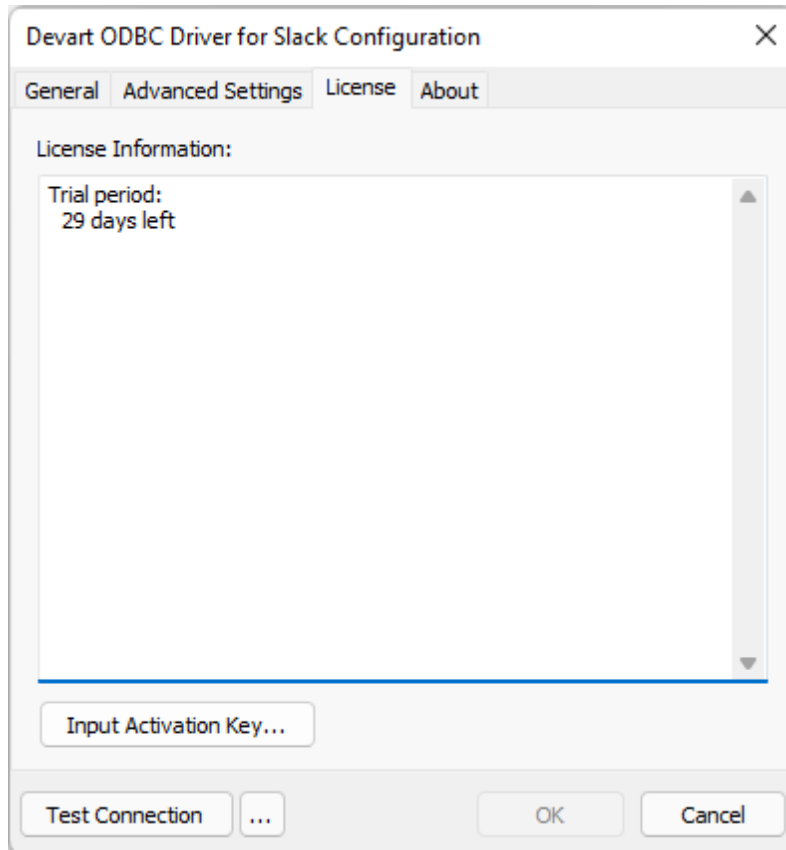 Devart ODBC Driver for Slack Configuration
General Advanced Settings License About
License Information:
Trial period:
29 days left
Input Activation Key...
Test Connection ... OK Cancel